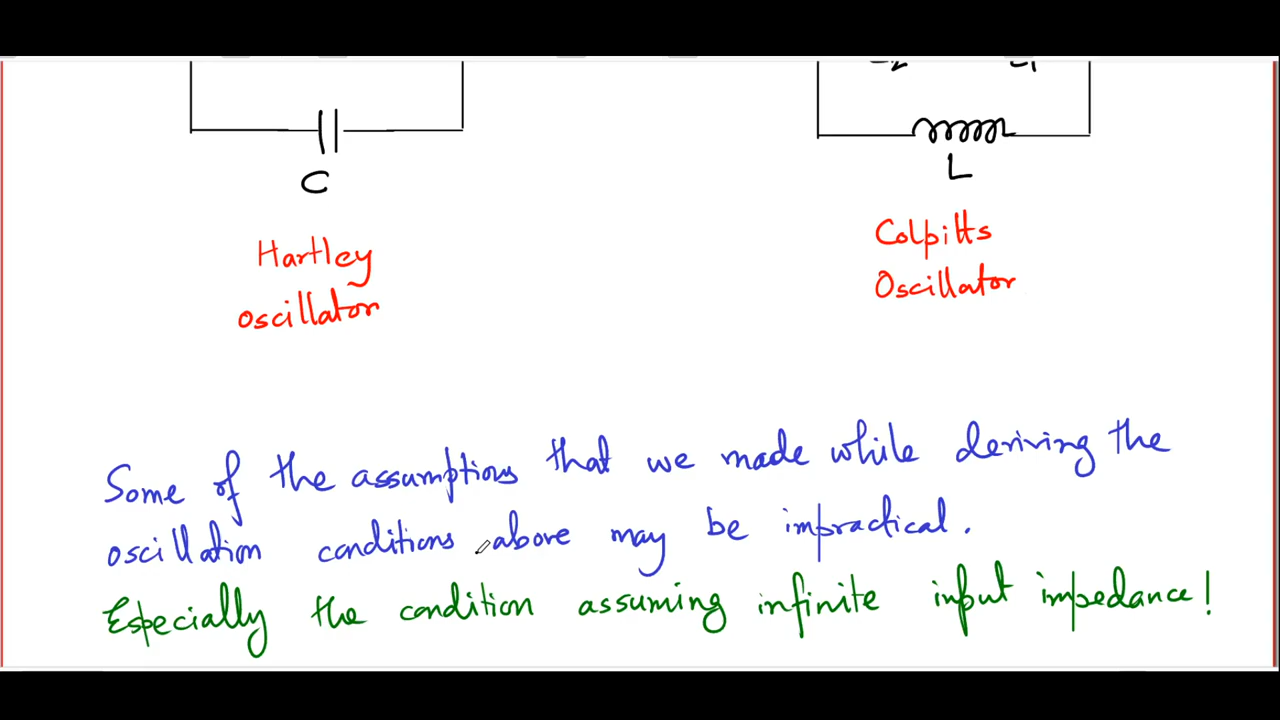 C
L
Hartley
oscillator
Colpitts
Oscillator
Some of the assumptions that we made while deriving the
oscillation conditions above may be impractical.
Especially the condition assuming infinite input impedance!